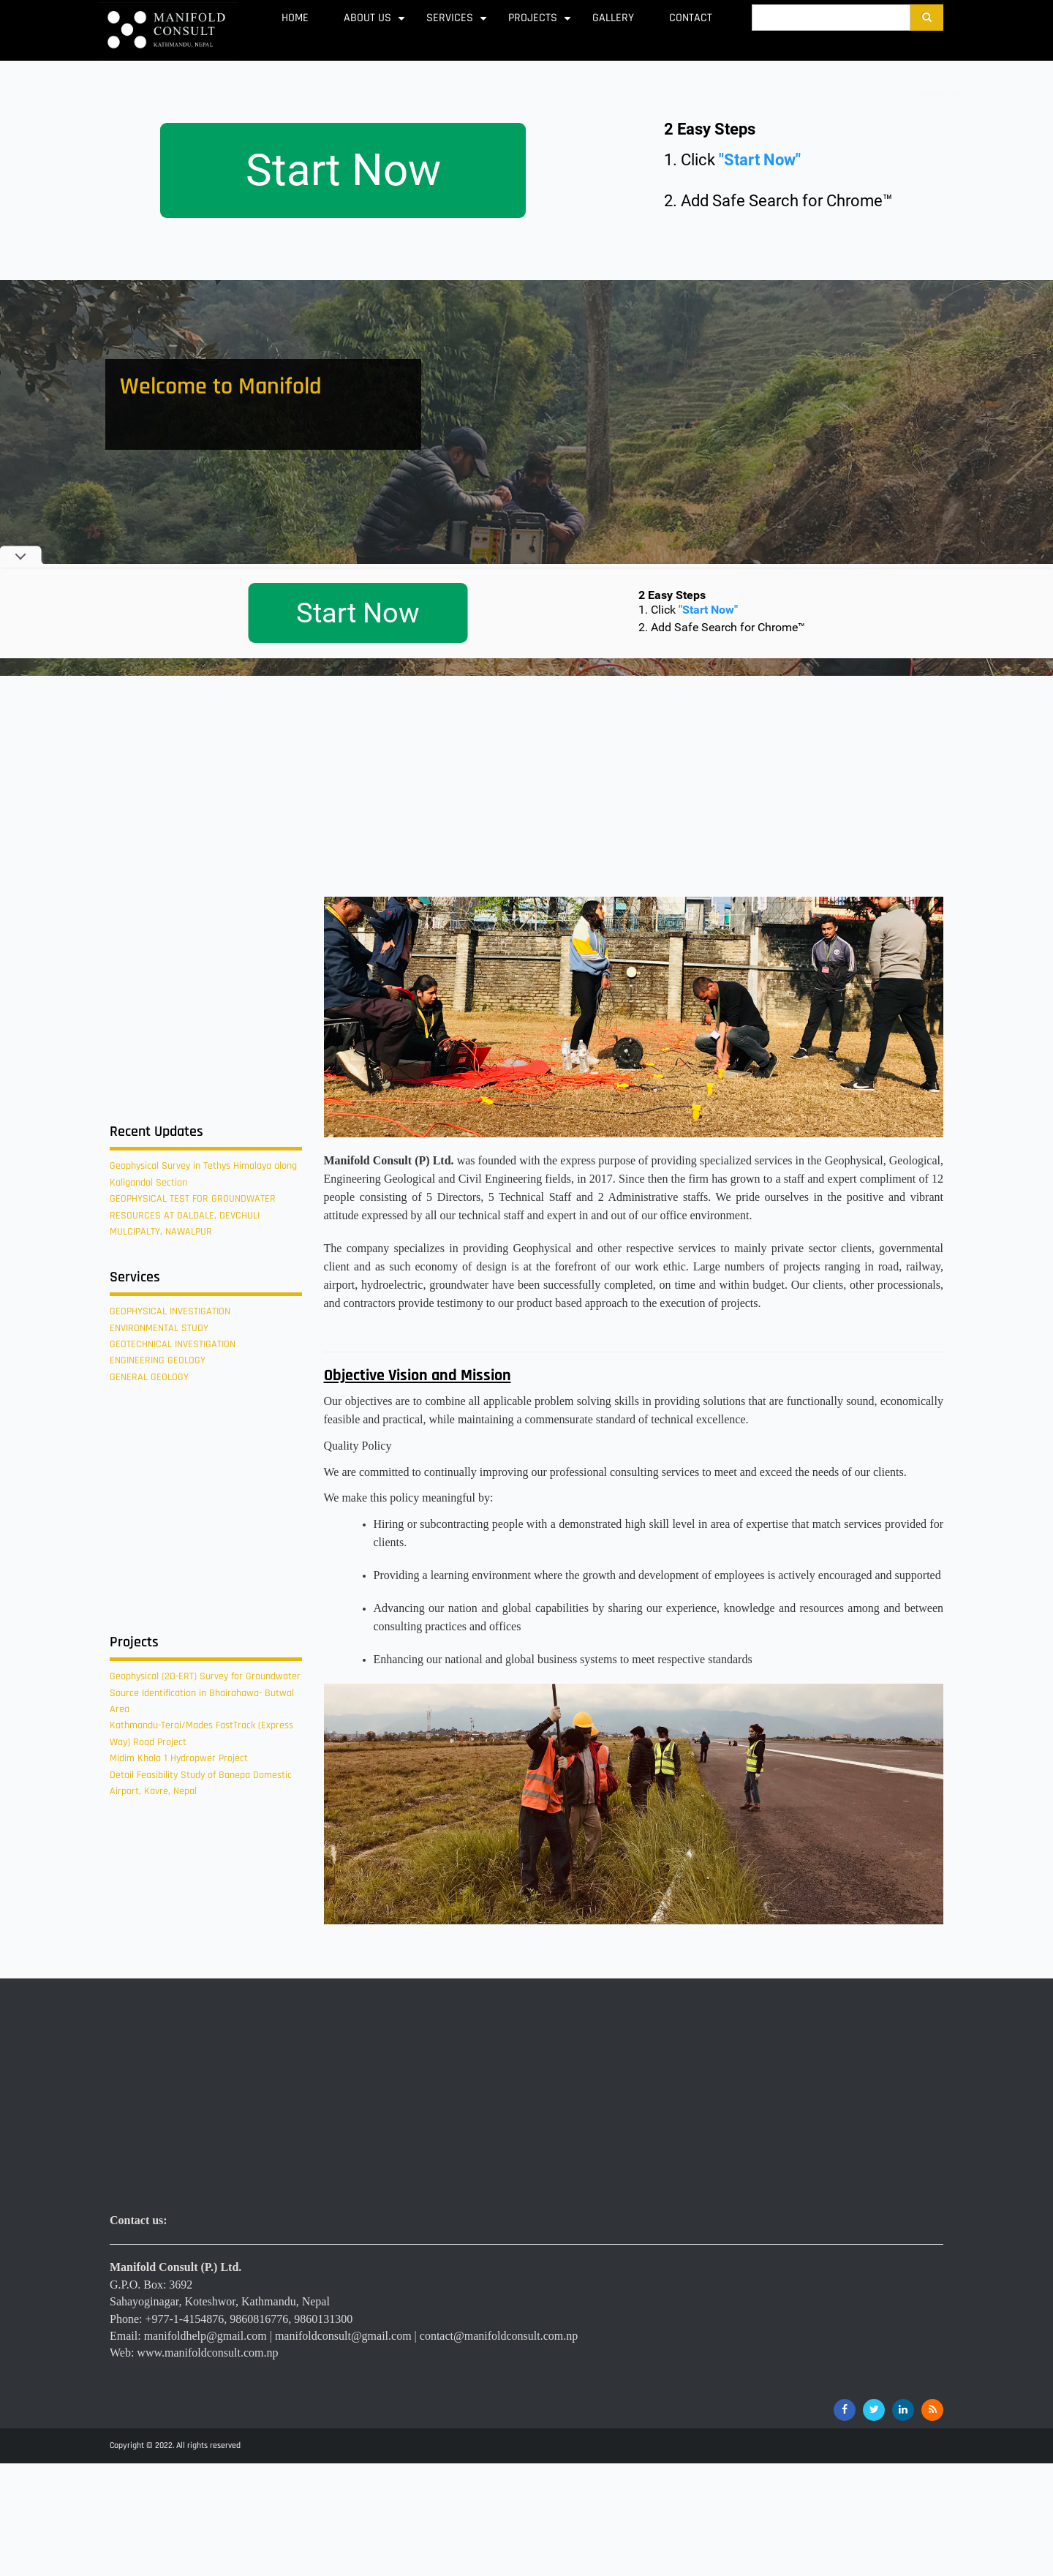 MANIFOLD
CONSULT
KATHMANDU, NEPAL
HOME
ABOUT US
SERVICES
PROJECTS
GALLERY
CONTACT
Start Now
2 Easy Steps
1. Click "Start Now"
2. Add Safe Search for Chrome™
Welcome to Manifold
Start Now
2 Easy Steps
1. Click "Start Now"
2. Add Safe Search for Chrome™
Recent Updates
Geophysical Survey in Tethys Himalaya along
Kaligandai Section
GEOPHYSICAL TEST FOR GROUNDWATER
RESOURCES AT DALDALE, DEVCHULI
MULCIPALTY, NAWALPUR
Services
GEOPHYSICAL INVESTIGATION
ENVIRONMENTAL STUDY
GEOTECHNICAL INVESTIGATION
ENGINEERING GEOLOGY
GENERAL GEOLOGY
Projects
Geophysical (2D-ERT) Survey for Groundwater
Source Identification in Bhairahawa- Butwal
Area
Kathmandu-Terai/Mades FastTrack (Express
Way) Road Project
Midim Khola 1 Hydropwer Project
Detail Feasibility Study of Banepa Domestic
Airport, Kavre, Nepal
Manifold Consult (P) Ltd. was founded with the express purpose of providing specialized services in the Geophysical, Geological,
Engineering Geological and Civil Engineering fields, in 2017. Since then the firm has grown to a staff and expert compliment of 12
people consisting of 5 Directors, 5 Technical Staff and 2 Administrative staffs. We pride ourselves in the positive and vibrant
attitude expressed by all our technical staff and expert in and out of our office environment.
The company specializes in providing Geophysical and other respective services to mainly private sector clients, governmental
client and as such economy of design is at the forefront of our work ethic. Large numbers of projects ranging in road, railway,
airport, hydroelectric, groundwater have been successfully completed, on time and within budget. Our clients, other processionals,
and contractors provide testimony to our product based approach to the execution of projects.
Objective Vision and Mission
Our objectives are to combine all applicable problem solving skills in providing solutions that are functionally sound, economically
feasible and practical, while maintaining a commensurate standard of technical excellence.
Quality Policy
We are committed to continually improving our professional consulting services to meet and exceed the needs of our clients.
We make this policy meaningful by:
• Hiring or subcontracting people with a demonstrated high skill level in area of expertise that match services provided for
clients.
• Providing a learning environment where the growth and development of employees is actively encouraged and supported
• Advancing our nation and global capabilities by sharing our experience, knowledge and resources among and between
consulting practices and offices
• Enhancing our national and global business systems to meet respective standards
Contact us:
Manifold Consult (P.) Ltd.
G.P.O. Box: 3692
Sahayoginagar, Koteshwor, Kathmandu, Nepal
Phone: +977-1-4154876, 9860816776, 9860131300
Email: manifoldhelp@gmail.com | manifoldconsult@gmail.com | contact@manifoldconsult.com.np
Web: www.manifoldconsult.com.np
Copyright © 2022. All rights reserved